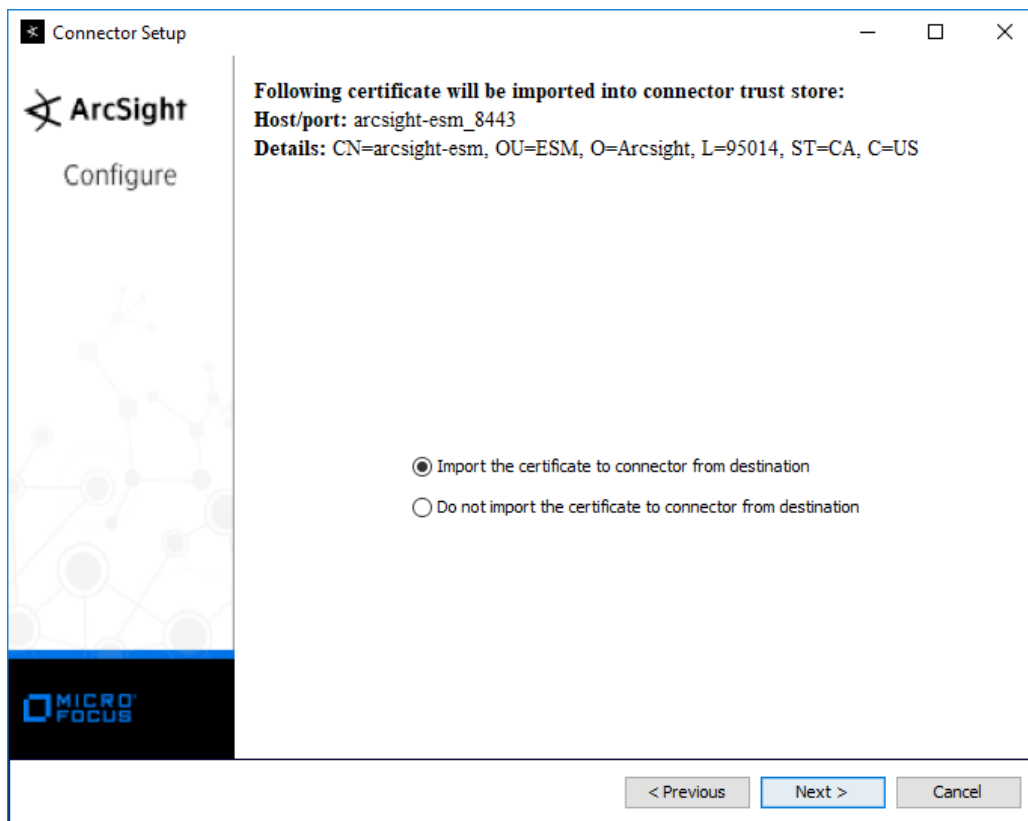 Connector Setup
ArcSight
Configure
Following certificate will be imported into connector trust store:
Host/port: arcsight-esm_8443
Details: CN=arcsight-esm, OU=ESM, O=Arcsight, L=95014, ST=CA, C=US
Import the certificate to connector from destination
Do not import the certificate to connector from destination
MICRO
FOCUS
< Previous
Next >
Cancel